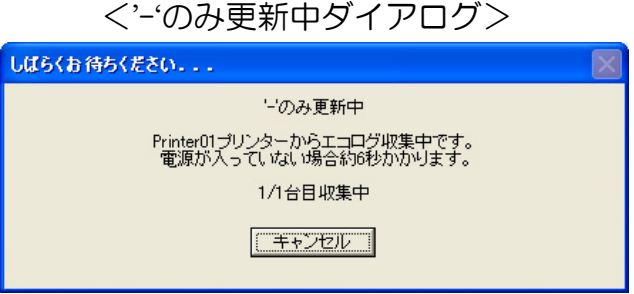 ＜’-‘のみ更新中ダイアログ＞
しばらくお待ちください．．．
'-'のみ更新中
Printer01プリンターからエコログ収集中です。
電源が入っていない場合約6秒かかります。
1/1台目収集中
キャンセル